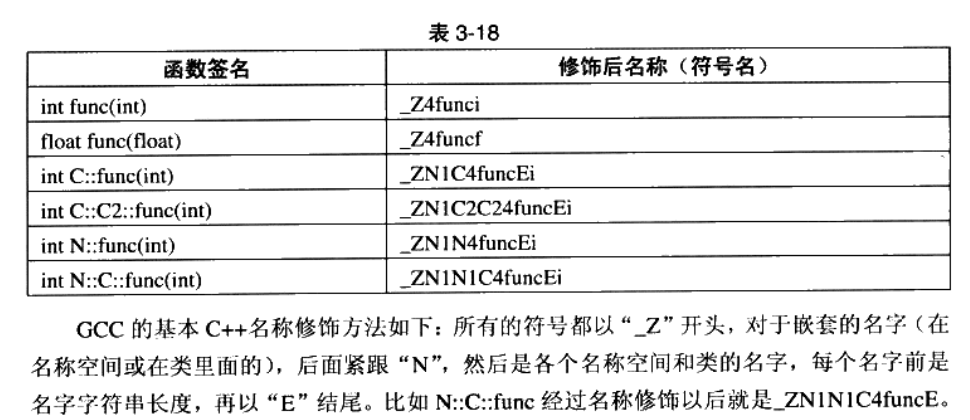 表 3-18
函数签名 修饰后名称（符号名）
int func(int) _Z4funci
float func(float) _Z4funcf
int C::func(int) _ZN1C4funcEi
int C::C2::func(int) _ZN1C2C24funcEi
int N::func(int) _ZN1N4funcEi
int N::C::func(int) _ZN1N1C4funcEi
GCC 的基本 C++名称修饰方法如下：所有的符号都以“_Z”开头，对于嵌套的名字（在
名称空间或在类里面的），后面紧跟“N”，然后是各个名称空间和类的名字，每个名字前是
名字字符串长度，再以“E”结尾。比如 N::C::func 经过名称修饰以后就是_ZN1N1C4funcE。